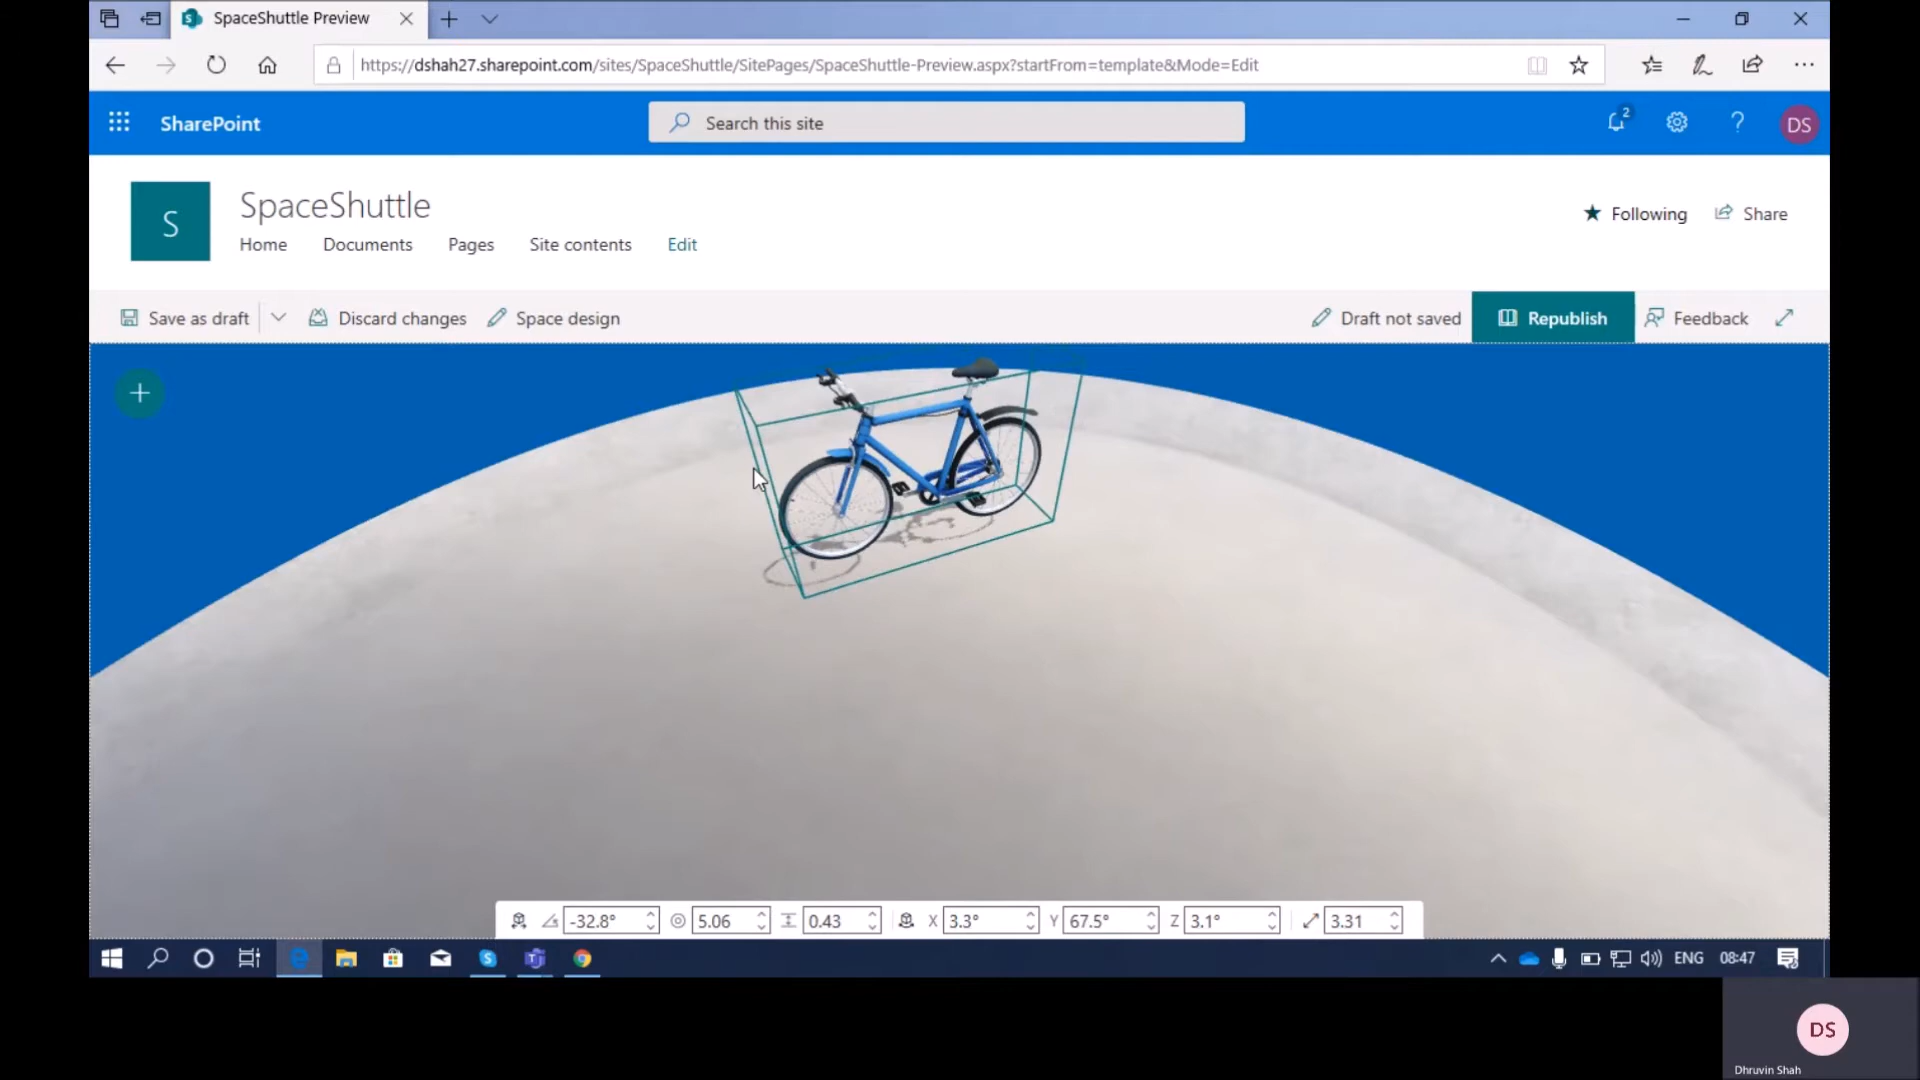 SpaceShuttle Preview
https://dshah27.sharepoint.com/sites/SpaceShuttle/SitePages/SpaceShuttle-Preview.aspx?startFrom=template&Mode=Edit
SharePoint
Search this site
2
DS
S
SpaceShuttle
Following
Share
Home
Documents
Pages
Site contents
Edit
Save as draft
Discard changes
Space design
Draft not saved
Republish
Feedback
-32.8°
5.06
0.43
X 3.3°
Y 67.5°
Z 3.1°
3.31
ENG
08:47
DS
Dhruvin Shah